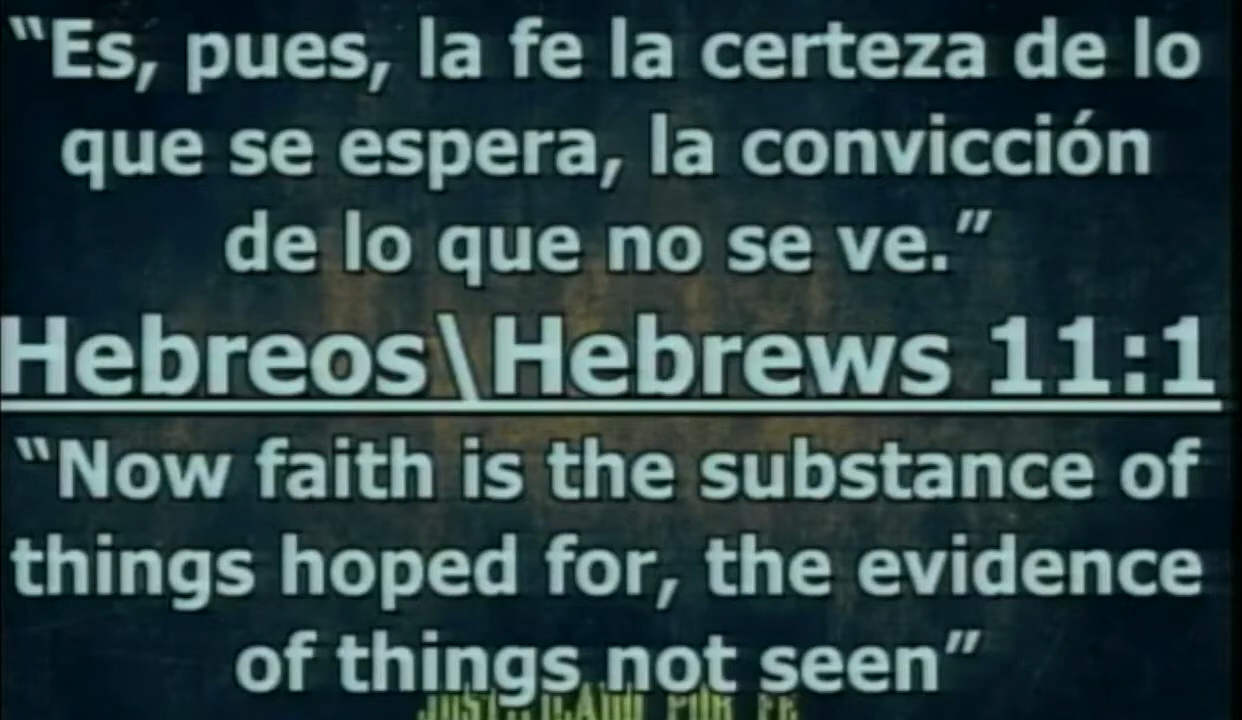 “Es, pues, la fe la certeza de lo
que se espera, la convicción
de lo que no se ve.”
Hebreos\Hebrews 11:1
“Now faith is the substance of
things hoped for, the evidence
of things not seen”
POR FE